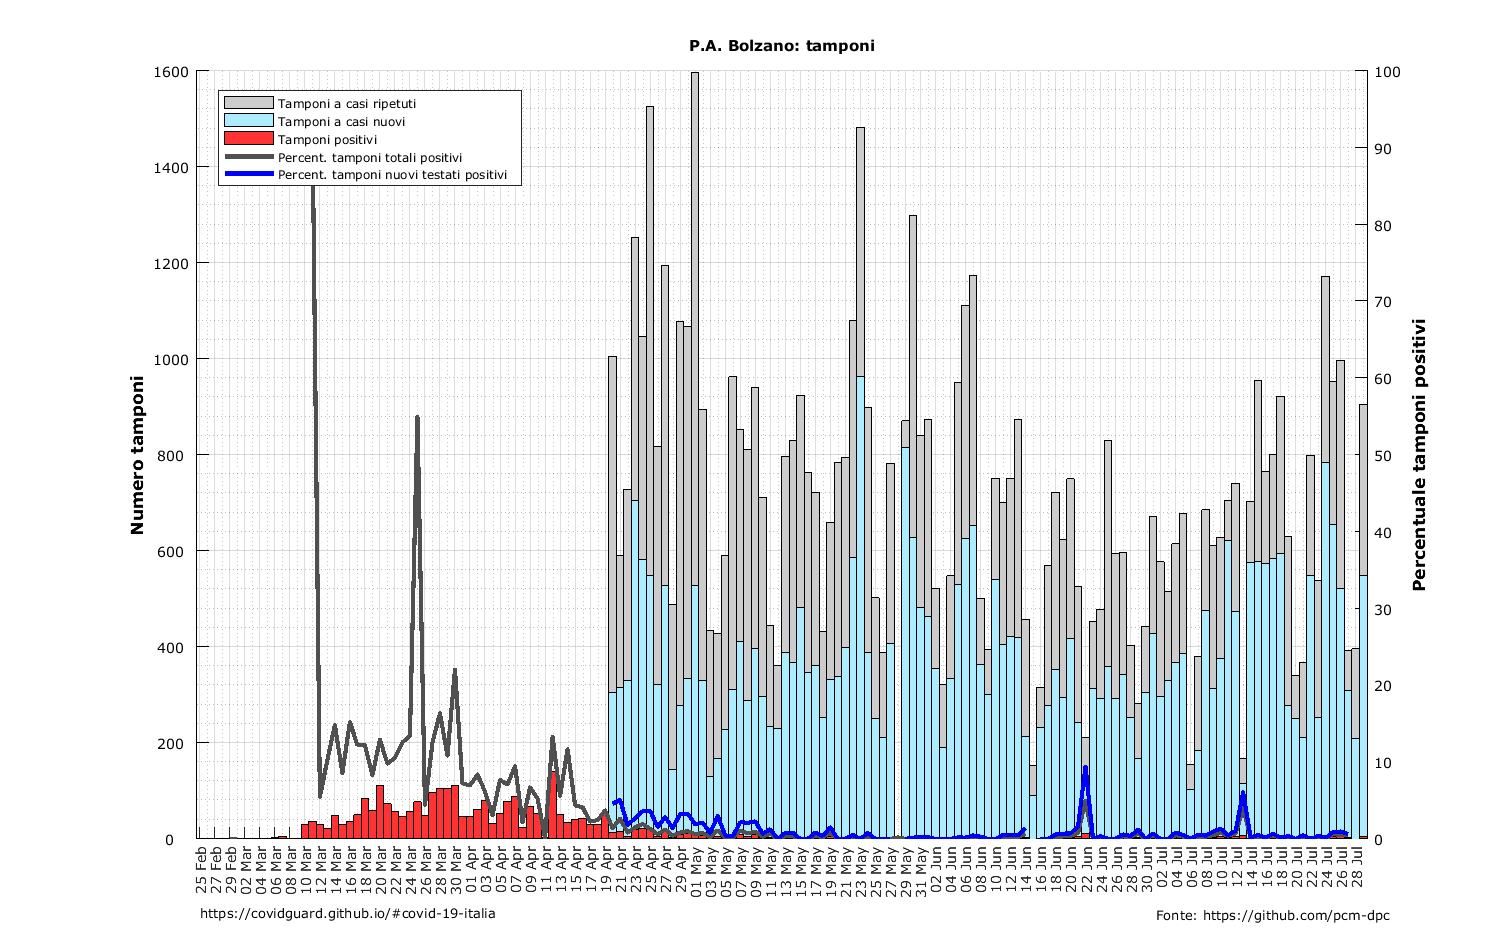 P.A. Bolzano: tamponi
1600
1400
1200
1000
800
600
400
200
0
100
90
80
70
60
50
40
30
20
10
0
Tamponi a casi ripetuti
Tamponi a casi nuovi
Tamponi positivi
Percent. tamponi totali positivi
Percent. tamponi nuovi testati positivi
Numero tamponi
Percentuale tamponi positivi
25 Feb
27 Feb
29 Feb
02 Mar
04 Mar
06 Mar
08 Mar
10 Mar
12 Mar
14 Mar
16 Mar
18 Mar
20 Mar
22 Mar
24 Mar
26 Mar
28 Mar
30 Mar
01 Apr
03 Apr
05 Apr
07 Apr
09 Apr
11 Apr
13 Apr
15 Apr
17 Apr
19 Apr
21 Apr
23 Apr
25 Apr
27 Apr
29 Apr
01 May
03 May
05 May
07 May
09 May
11 May
13 May
15 May
17 May
19 May
21 May
23 May
25 May
27 May
29 May
31 May
02 Jun
04 Jun
06 Jun
08 Jun
10 Jun
12 Jun
14 Jun
16 Jun
18 Jun
20 Jun
22 Jun
24 Jun
26 Jun
28 Jun
30 Jun
02 Jul
04 Jul
06 Jul
08 Jul
10 Jul
12 Jul
14 Jul
16 Jul
18 Jul
20 Jul
22 Jul
24 Jul
26 Jul
28 Jul
https://covidguard.github.io/#covid-19-italia
Fonte: https://github.com/pcm-dpc